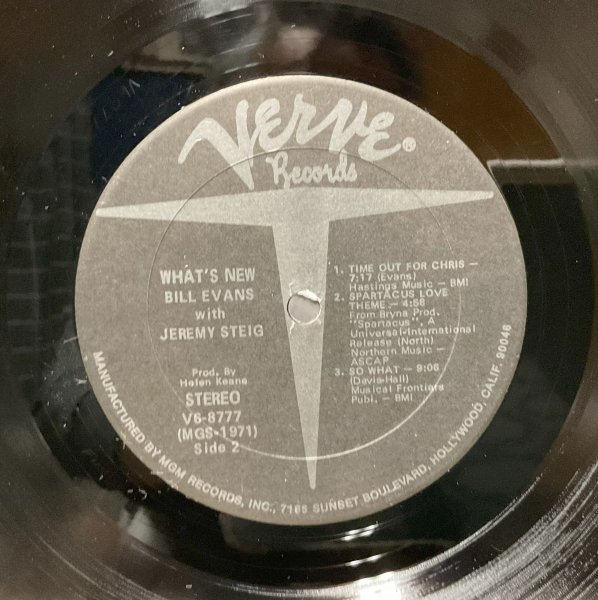 Verve®
Records
WHAT'S NEW
BILL EVANS
with
JEREMY STEIG
Prod. By
Helen Keane
STEREO
V6-8777
(MGS-1971)
Side 2
1. TIME OUT FOR CHRIS —
7:17 (Evans)
Hastings Music - BMI
2. SPARTACUS LOVE
THEME - 4:58
From Bryna Prod.
"Spartacus", A
Universal-International
Release (North)
Northern Music -
ASCAP
3. SO WHAT - 9:06
(Davis-Hall)
Musical Frontiers
Publ. - BMI
MANUFACTURED BY MGM RECORDS, INC., 7165 SUNSET BOULEVARD, HOLLYWOOD, CALIF. 90046